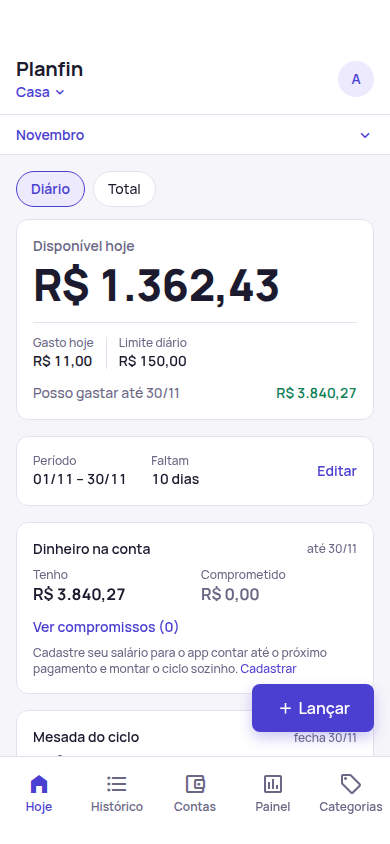 Planfin
Casa
A
Novembro
Diário
Total
Disponível hoje
R$ 1.362,43
Gasto hoje
R$ 11,00
Limite diário
R$ 150,00
Posso gastar até 30/11
R$ 3.840,27
Período
01/11 – 30/11
Faltam
10 dias
Editar
Dinheiro na conta
até 30/11
Tenho
R$ 3.840,27
Comprometido
R$ 0,00
Ver compromissos (0)
Cadastre seu salário para o app contar até o próximo
pagamento e montar o ciclo sozinho. Cadastrar
+ Lançar
Mesada do ciclo
fecha 30/11
Hoje
Histórico
Contas
Painel
Categorias